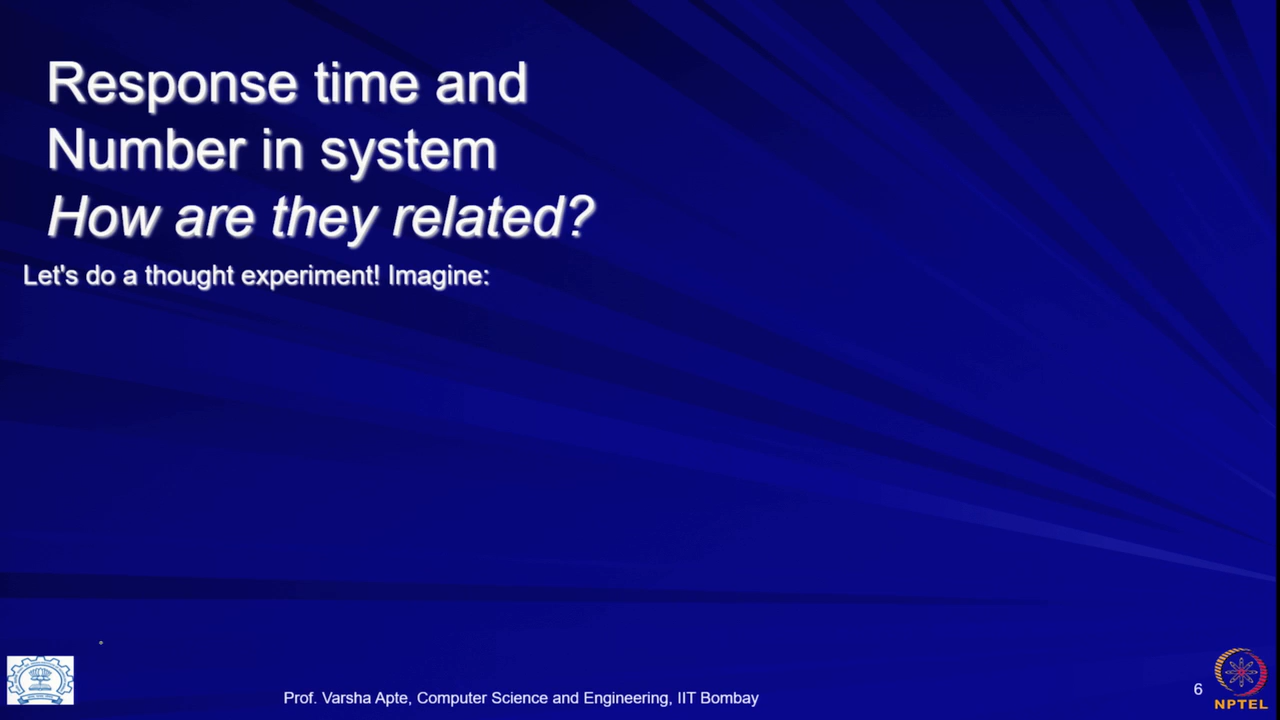 Response time and
Number in system
How are they related?
Let's do a thought experiment! Imagine:
Prof. Varsha Apte, Computer Science and Engineering, IIT Bombay
6
NPTEL